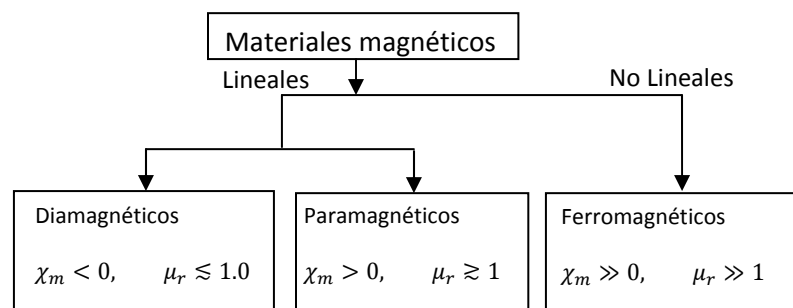 Materiales magnéticos
Lineales
No Lineales
Diamagnéticos
χₘ < 0, μᵣ ≲ 1.0
Paramagnéticos
χₘ > 0, μᵣ ≳ 1
Ferromagnéticos
χₘ ≫ 0, μᵣ ≫ 1